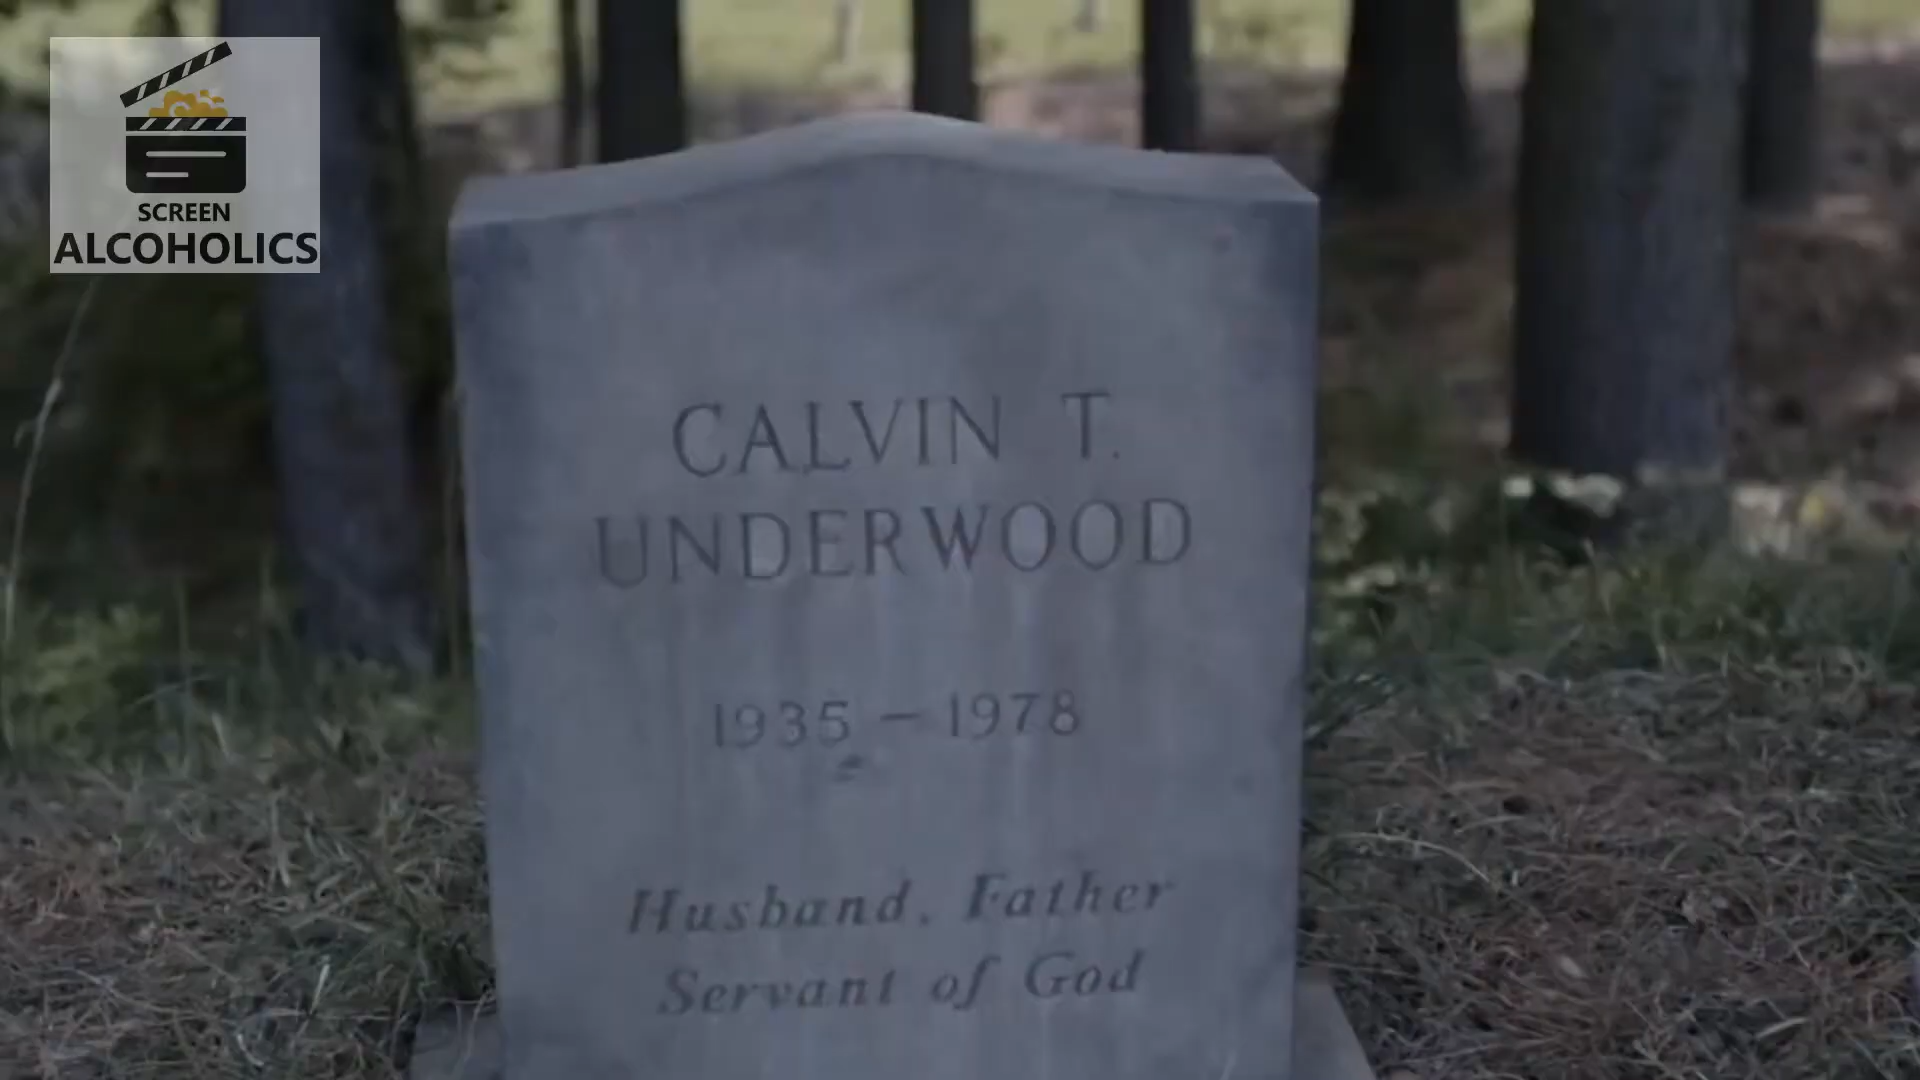 SCREEN
ALCOHOLICS
CALVIN T.
UNDERWOOD
1935 – 1978
Husband, Father
Servant of God